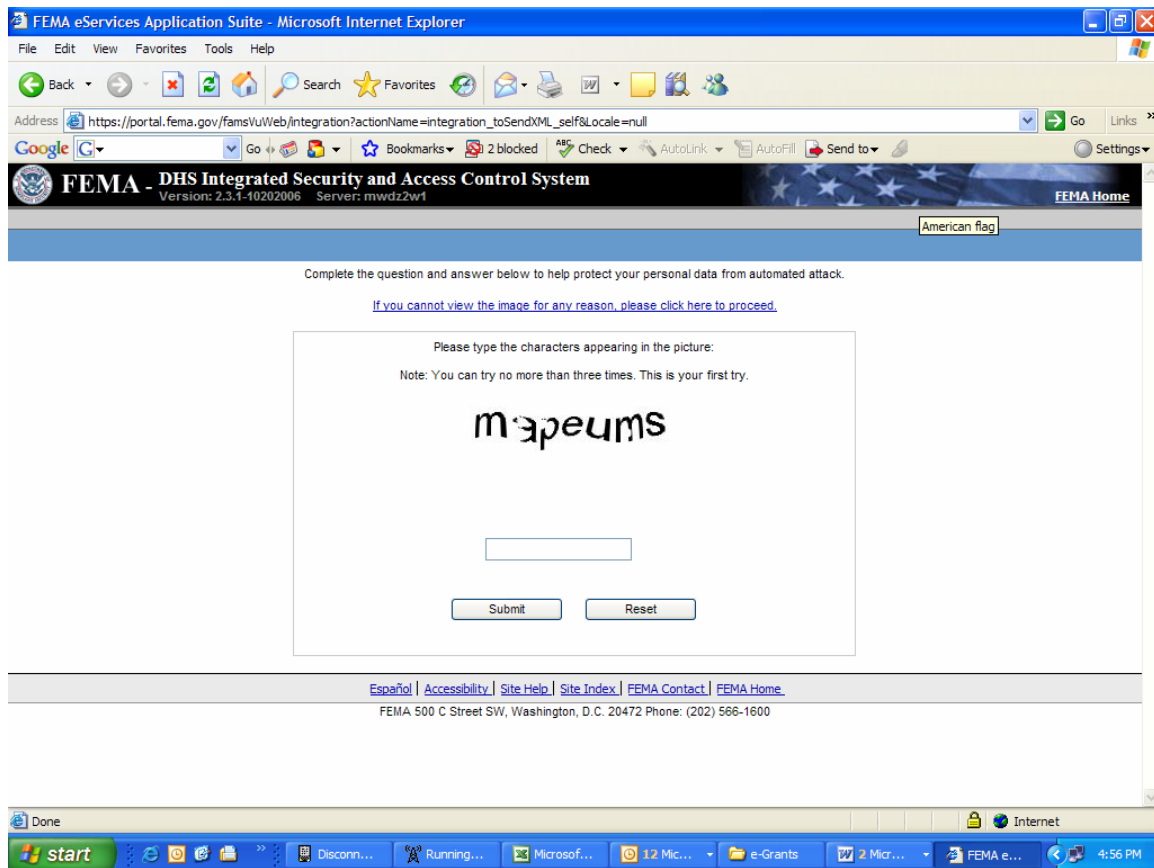 FEMA eServices Application Suite - Microsoft Internet Explorer
File Edit View Favorites Tools Help
Back Search Favorites
Address https://portal.fema.gov/famsVuWeb/integration?actionName=integration_toSendXML_self&Locale=null Go Links »
Google G Go Bookmarks 2 blocked ABC Check AutoLink AutoFill Send to Settings
FEMA - DHS Integrated Security and Access Control System
Version: 2.3.1-10202006 Server: mwdz2w1
FEMA Home
American flag
Complete the question and answer below to help protect your personal data from automated attack.
If you cannot view the image for any reason, please click here to proceed.
Please type the characters appearing in the picture:
Note: You can try no more than three times. This is your first try.
Submit Reset
Español | Accessibility | Site Help | Site Index | FEMA Contact | FEMA Home
FEMA 500 C Street SW, Washington, D.C. 20472 Phone: (202) 566-1600
Done Internet
start » Disconn... Running... Microsof... 12 Mic... e-Grants 2 Micr... FEMA e... 4:56 PM